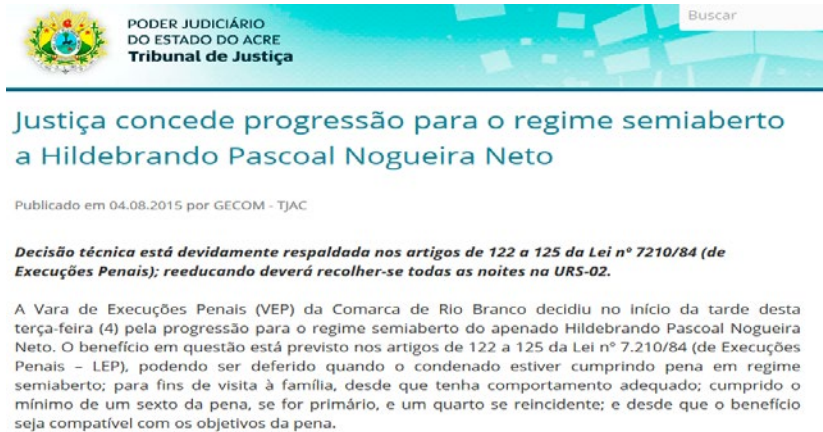 PODER JUDICIÁRIO
DO ESTADO DO ACRE
Tribunal de Justiça
Buscar
Justiça concede progressão para o regime semiaberto
a Hildebrando Pascoal Nogueira Neto
Publicado em 04.08.2015 por GECOM - TJAC
Decisão técnica está devidamente respaldada nos artigos de 122 a 125 da Lei nº 7210/84 (de
Execuções Penais); reeducando deverá recolher-se todas as noites na URS-02.
A Vara de Execuções Penais (VEP) da Comarca de Rio Branco decidiu no início da tarde desta
terça-feira (4) pela progressão para o regime semiaberto do apenado Hildebrando Pascoal Nogueira
Neto. O benefício em questão está previsto nos artigos de 122 a 125 da Lei nº 7.210/84 (de Execuções
Penais – LEP), podendo ser deferido quando o condenado estiver cumprindo pena em regime
semiaberto; para fins de visita à família, desde que tenha comportamento adequado; cumprido o
mínimo de um sexto da pena, se for primário, e um quarto se reincidente; e desde que o benefício
seja compatível com os objetivos da pena.